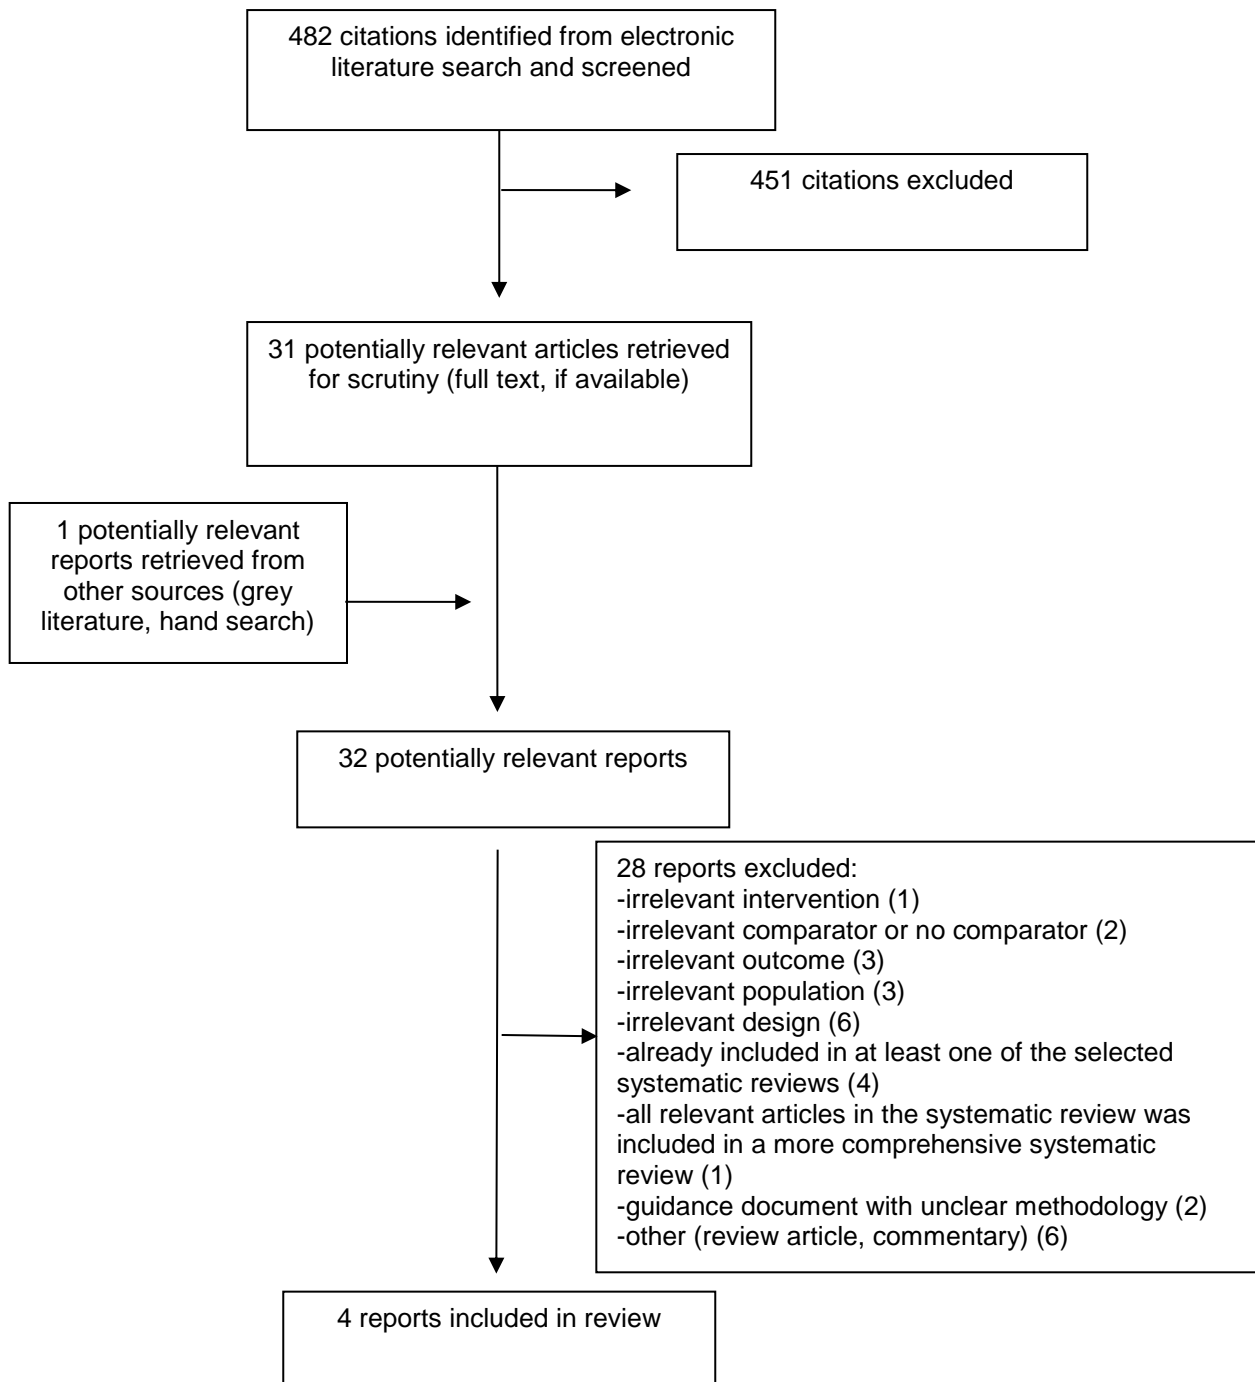 482 citations identified from electronic
literature search and screened
451 citations excluded
31 potentially relevant articles retrieved
for scrutiny (full text, if available)
1 potentially relevant
reports retrieved from
other sources (grey
literature, hand search)
32 potentially relevant reports
28 reports excluded:
-irrelevant intervention (1)
-irrelevant comparator or no comparator (2)
-irrelevant outcome (3)
-irrelevant population (3)
-irrelevant design (6)
-already included in at least one of the selected
systematic reviews (4)
-all relevant articles in the systematic review was
included in a more comprehensive systematic
review (1)
-guidance document with unclear methodology (2)
-other (review article, commentary) (6)
4 reports included in review